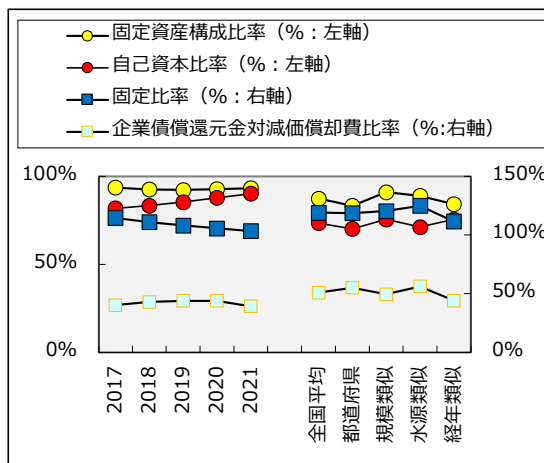 固定資産構成比率（%：左軸）
自己資本比率（%：左軸）
固定比率（%：右軸）
企業債償還元金対減価償却費比率（%:右軸）
100%
50%
0%
150%
100%
50%
0%
2017
2018
2019
2020
2021
全国平均
都道府県
規模類似
水源類似
経年類似